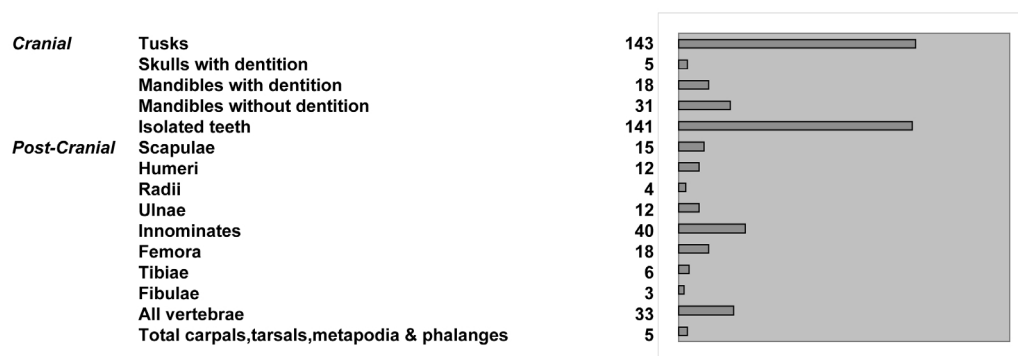 Cranial Tusks 143
Skulls with dentition 5
Mandibles with dentition 18
Mandibles without dentition 31
Isolated teeth 141
Post-Cranial Scapulae 15
Humeri 12
Radii 4
Ulnae 12
Innominates 40
Femora 18
Tibiae 6
Fibulae 3
All vertebrae 33
Total carpals,tarsals,metapodia & phalanges 5